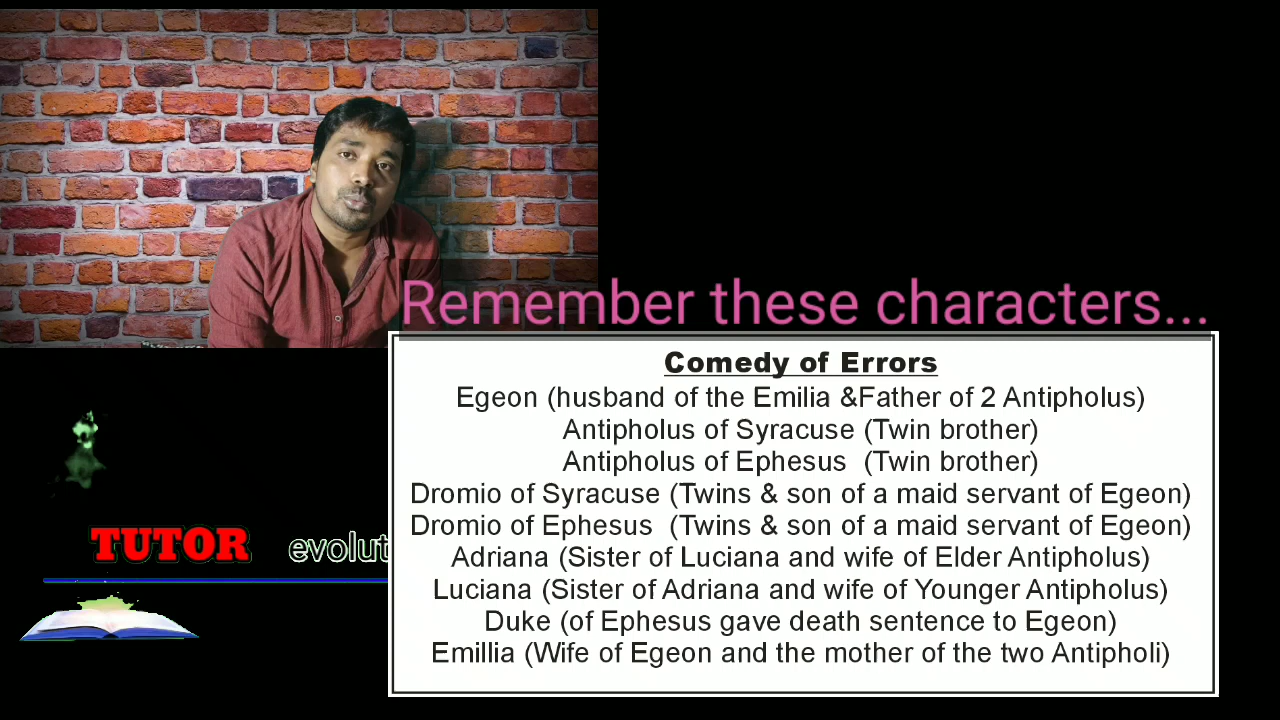 Remember these characters...
Comedy of Errors
Egeon (husband of the Emilia &Father of 2 Antipholus)
Antipholus of Syracuse (Twin brother)
Antipholus of Ephesus (Twin brother)
Dromio of Syracuse (Twins & son of a maid servant of Egeon)
Dromio of Ephesus (Twins & son of a maid servant of Egeon)
Adriana (Sister of Luciana and wife of Elder Antipholus)
Luciana (Sister of Adriana and wife of Younger Antipholus)
Duke (of Ephesus gave death sentence to Egeon)
Emillia (Wife of Egeon and the mother of the two Antipholi)
TUTOR evolut